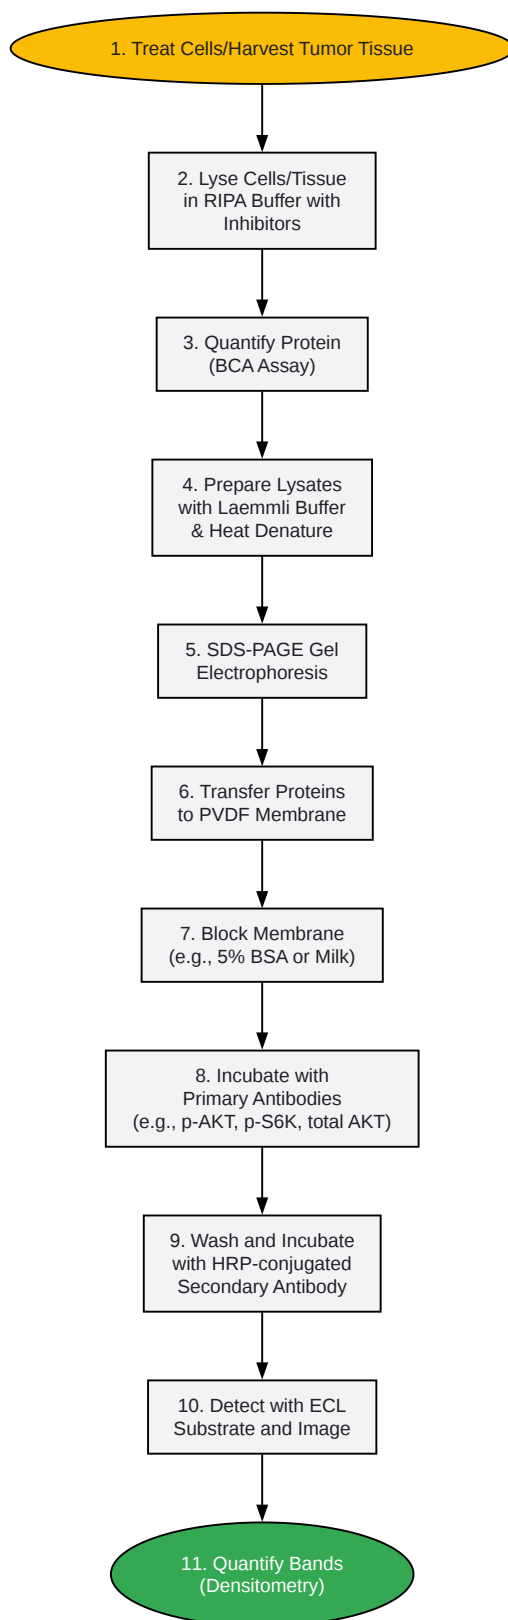 1. Treat Cells/Harvest Tumor Tissue
2. Lyse Cells/Tissue
in RIPA Buffer with
Inhibitors
3. Quantify Protein
(BCA Assay)
4. Prepare Lysates
with Laemmli Buffer
& Heat Denature
5. SDS-PAGE Gel
Electrophoresis
6. Transfer Proteins
to PVDF Membrane
7. Block Membrane
(e.g., 5% BSA or Milk)
8. Incubate with
Primary Antibodies
(e.g., p-AKT, p-S6K, total AKT)
9. Wash and Incubate
with HRP-conjugated
Secondary Antibody
10. Detect with ECL
Substrate and Image
11. Quantify Bands
(Densitometry)